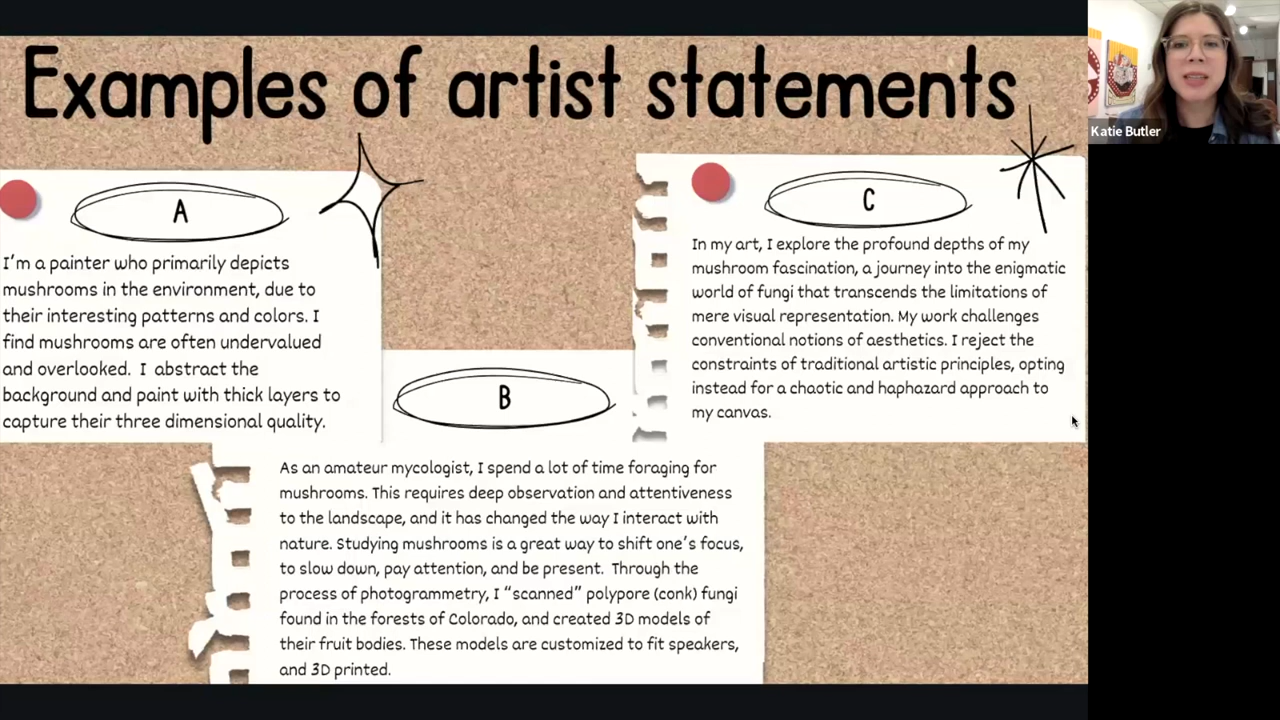 Examples of artist statements
Katie Butler
A
I'm a painter who primarily depicts
mushrooms in the environment, due to
their interesting patterns and colors. I
find mushrooms are often undervalued
and overlooked.  I  abstract the
background and paint with thick layers to
capture their three dimensional quality.
B
As an amateur mycologist, I spend a lot of time foraging for
mushrooms. This requires deep observation and attentiveness
to the landscape, and it has changed the way I interact with
nature. Studying mushrooms is a great way to shift one's focus,
to slow down, pay attention, and be present.  Through the
process of photogrammetry, I “scanned” polypore (conk) fungi
found in the forests of Colorado, and created 3D models of
their fruit bodies. These models are customized to fit speakers,
and 3D printed.
C
In my art, I explore the profound depths of my
mushroom fascination, a journey into the enigmatic
world of fungi that transcends the limitations of
mere visual representation. My work challenges
conventional notions of aesthetics. I reject the
constraints of traditional artistic principles, opting
instead for a chaotic and haphazard approach to
my canvas.